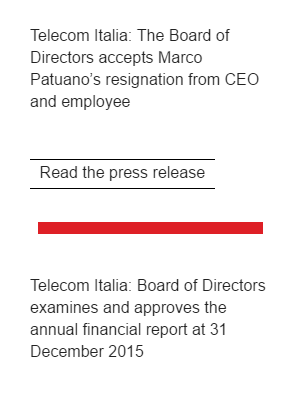 Telecom Italia: The Board of
Directors accepts Marco
Patuano's resignation from CEO
and employee
Read the press release
Telecom Italia: Board of Directors
examines and approves the
annual financial report at 31
December 2015